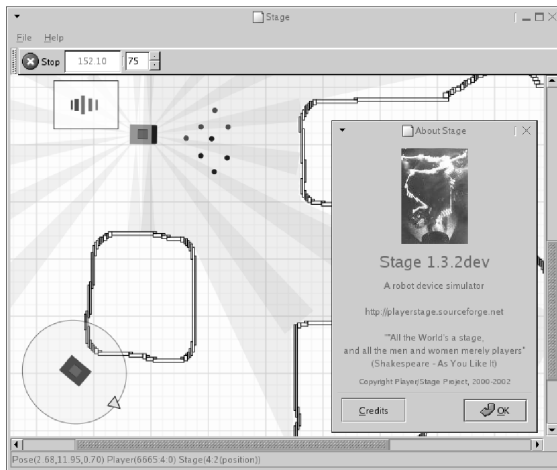 Stage
File Help
Stop 152.10 75
About Stage
Stage 1.3.2dev
A robot device simulator
http://playerstage.sourceforge.net
"'All the World's a stage,
and all the men and women merely players"
(Shakespeare - As You Like It)
Copyright Player/Stage Project, 2000-2002
Credits OK
Pose(2.68,11.95,0.70) Player(6665:4:0) Stage(4:2(position))